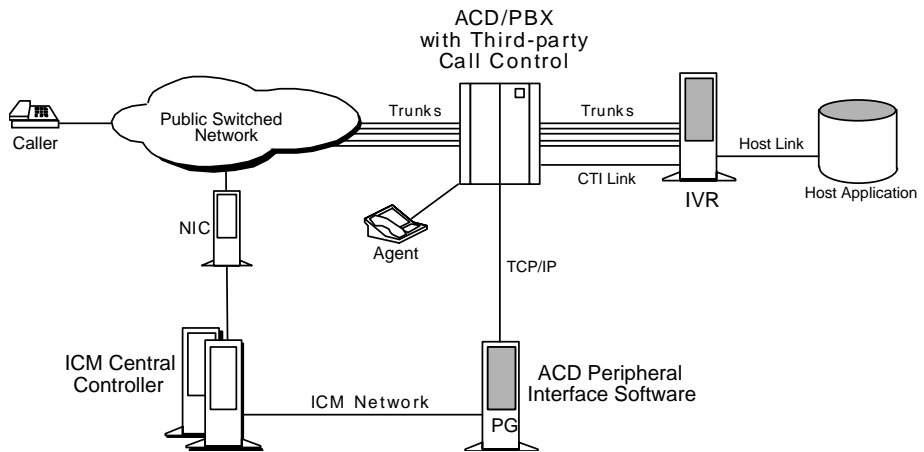 ACD/PBX
with Third-party
Call Control
Public Switched
Network
Trunks
Trunks
Caller
Host Link
CTI Link
Host Application
IVR
NIC
Agent
TCP/IP
ICM Central
Controller
ACD Peripheral
Interface Software
ICM Network
PG